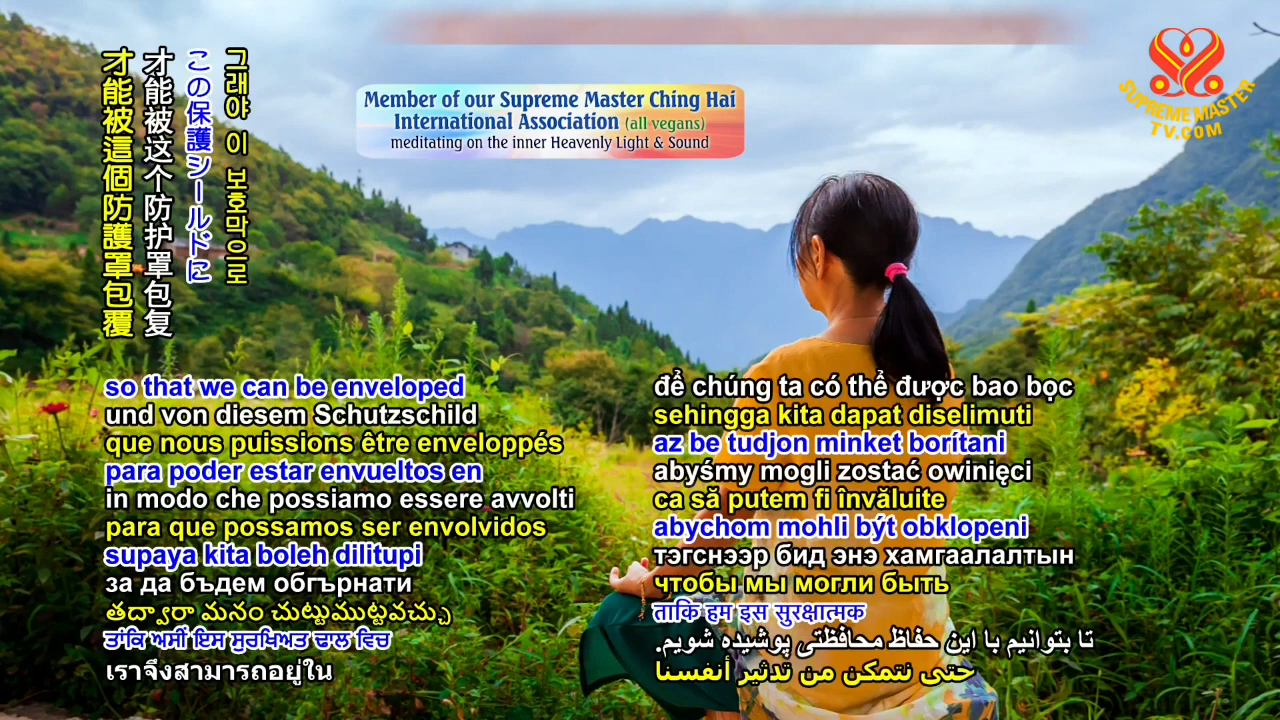 Member of our Supreme Master Ching Hai
International Association (all vegans)
meditating on the inner Heavenly Light & Sound
SUPREME MASTER
TV.COM
그래야 이 보호막으로
この保護シールドに
才能被这个防护罩包复
才能被這個防護罩包覆
so that we can be enveloped
und von diesem Schutzschild
que nous puissions être enveloppés
para poder estar envueltos en
in modo che possiamo essere avvolti
para que possamos ser envolvidos
supaya kita boleh dilitupi
за да бъдем обгърнати
తద్వారా మనం చుట్టుముట్టవచ్చు
ਤਾਂਕਿ ਅਸੀਂ ਇਸ ਸੁਰਖਿਅਤ ਢਾਲ ਵਿਚ
เราจึงสามารถอยู่ใน
để chúng ta có thể được bao bọc
sehingga kita dapat diselimuti
az be tudjon minket borítani
abyśmy mogli zostać owinięci
ca să putem fi învăluite
abychom mohli být obklopeni
тэгснээр бид энэ хамгаалалтын
чтобы мы могли быть
ताकि हम इस सुरक्षात्मक
تا بتوانیم با این حفاظ محافظتی پوشیده شویم.
حتى نتمكن من تدثير أنفسنا